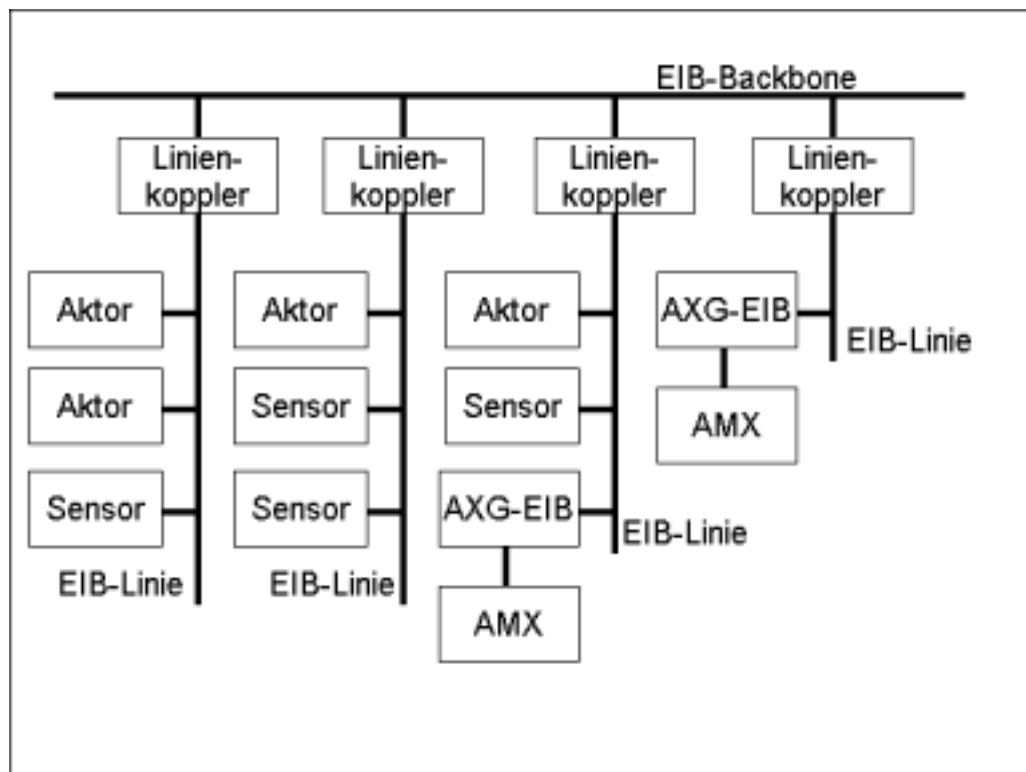 EIB-Backbone
Linien-
koppler
Linien-
koppler
Linien-
koppler
Linien-
koppler
Aktor
Aktor
Sensor
EIB-Linie
Aktor
Sensor
Sensor
EIB-Linie
Aktor
Sensor
AXG-EIB
EIB-Linie
AMX
AXG-EIB
EIB-Linie
AMX